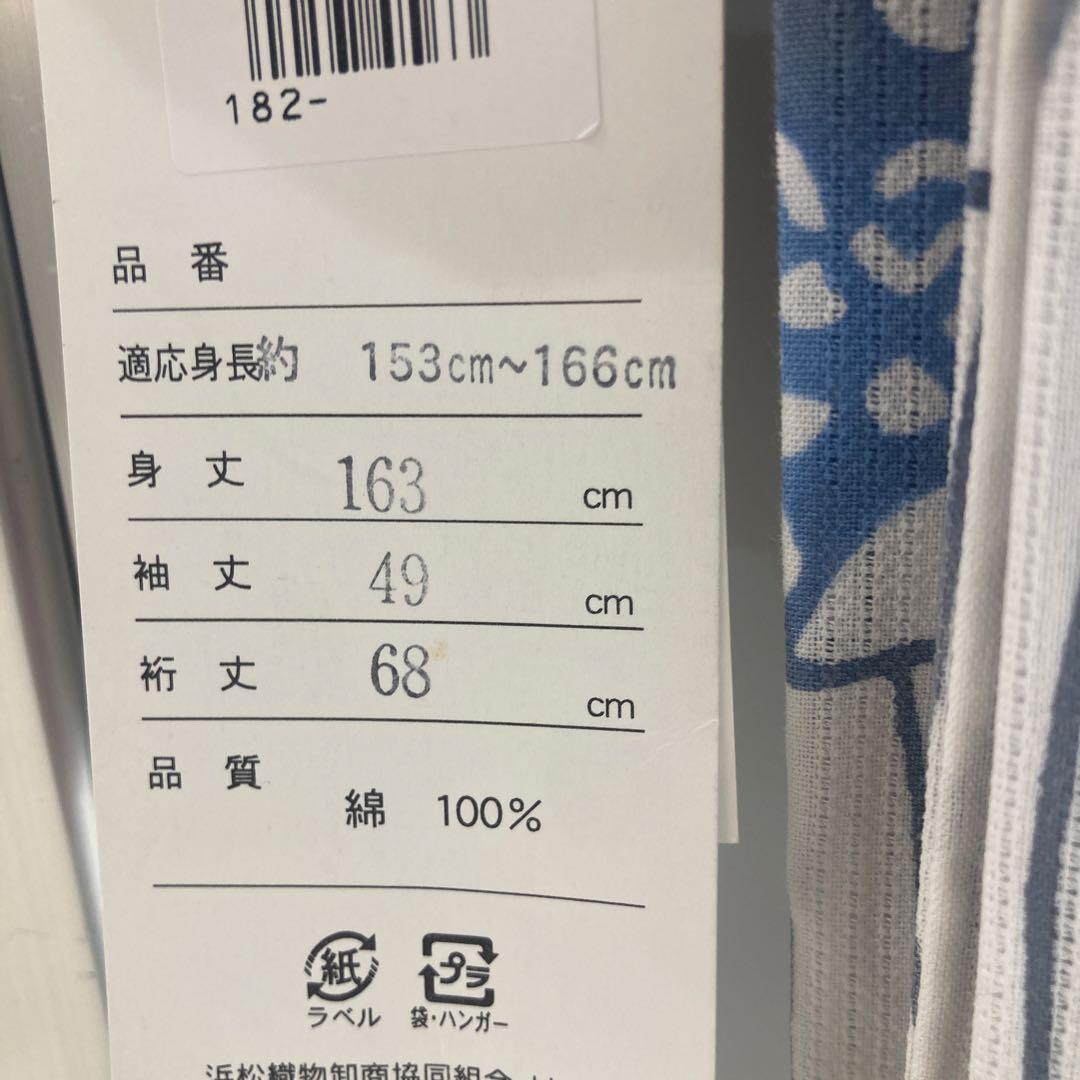 182-
品 番
適応身長約 153cm~166cm
身 丈 163 cm
袖 丈 49 cm
裄 丈 68 cm
品 質
綿 100%
紙 プラ
ラベル 袋・ハンガー
浜松織物卸商協同組合